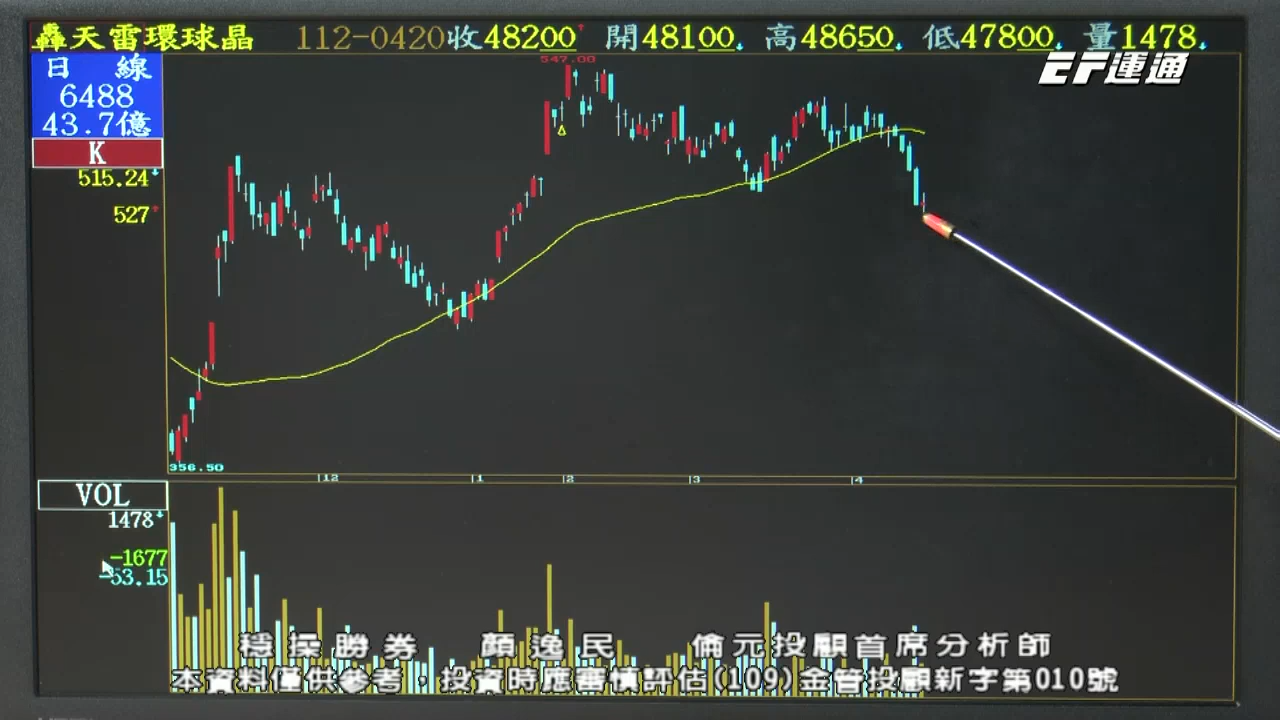 轟天雷環球晶 112-0420收48200 開48100 高48650 低47800 量1478
EF運通
日 線
6488
43.7億
K
515.24
527
547.00
356.50
12 1 2 3 4
VOL
1478
-1677
-53.15
穩操勝券 顏逸民 倫元投顧首席分析師
本資料僅供參考，投資時應審慎評估(109)金管投顧新字第010號